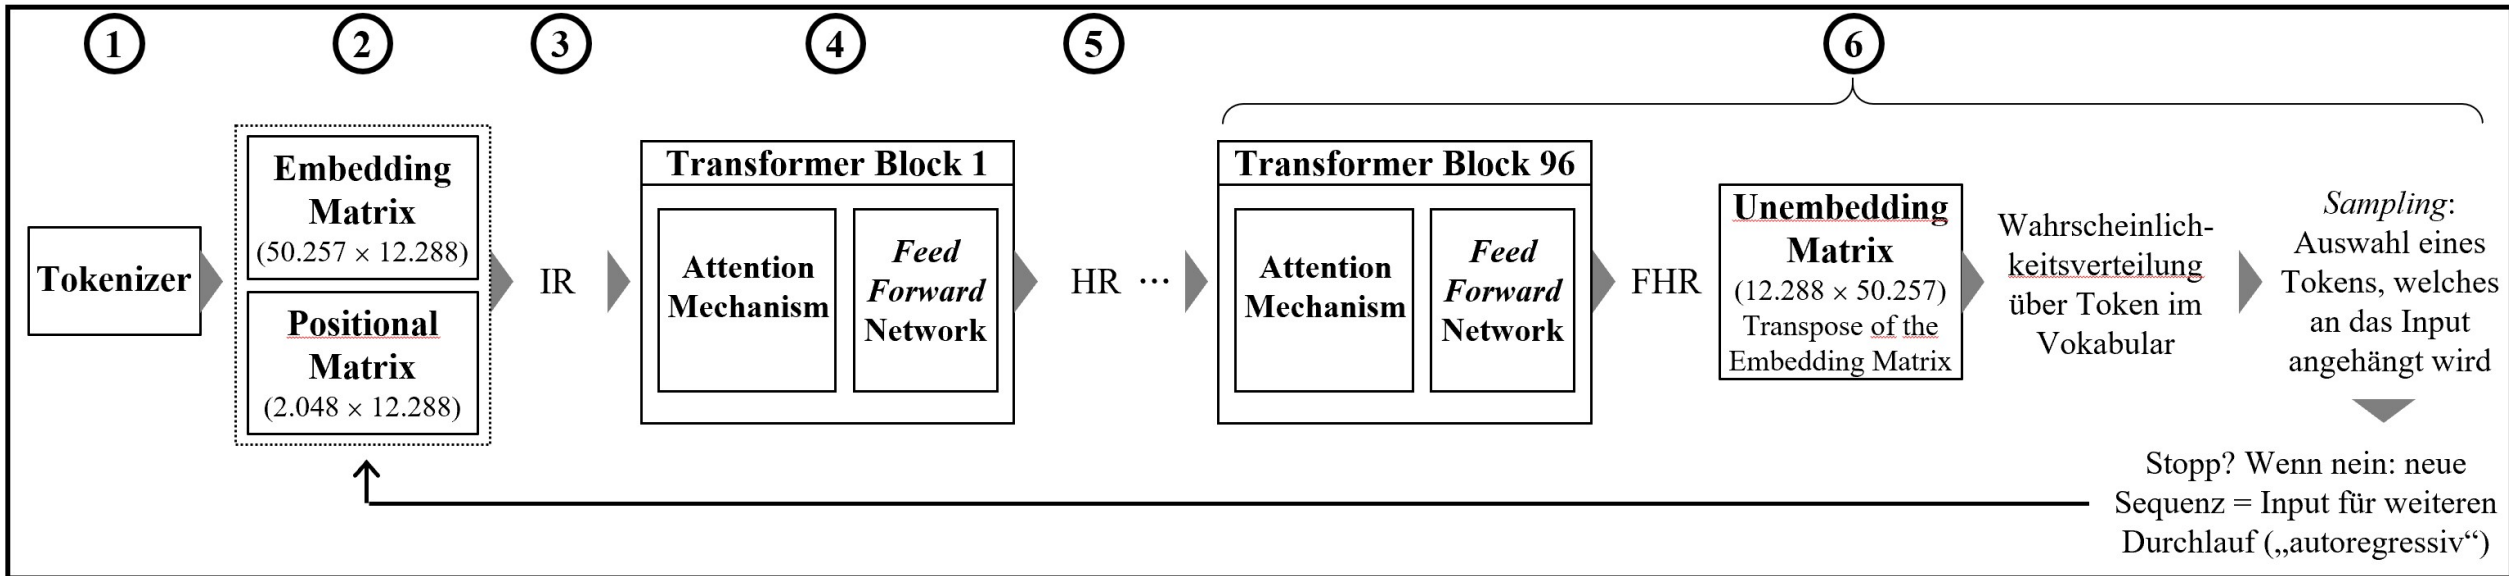 1
2
3
4
5
6
Tokenizer
Embedding
Matrix
(50.257 × 12.288)
Positional
Matrix
(2.048 × 12.288)
IR
Transformer Block 1
Attention
Mechanism
Feed
Forward
Network
HR ...
Transformer Block 96
Attention
Mechanism
Feed
Forward
Network
FHR
Unembedding
Matrix
(12.288 × 50.257)
Transpose of the
Embedding Matrix
Wahrscheinlich-
keitsverteilung
über Token im
Vokabular
Sampling:
Auswahl eines
Tokens, welches
an das Input
angehängt wird
Stopp? Wenn nein: neue
Sequenz = Input für weiteren
Durchlauf („autoregressiv“)